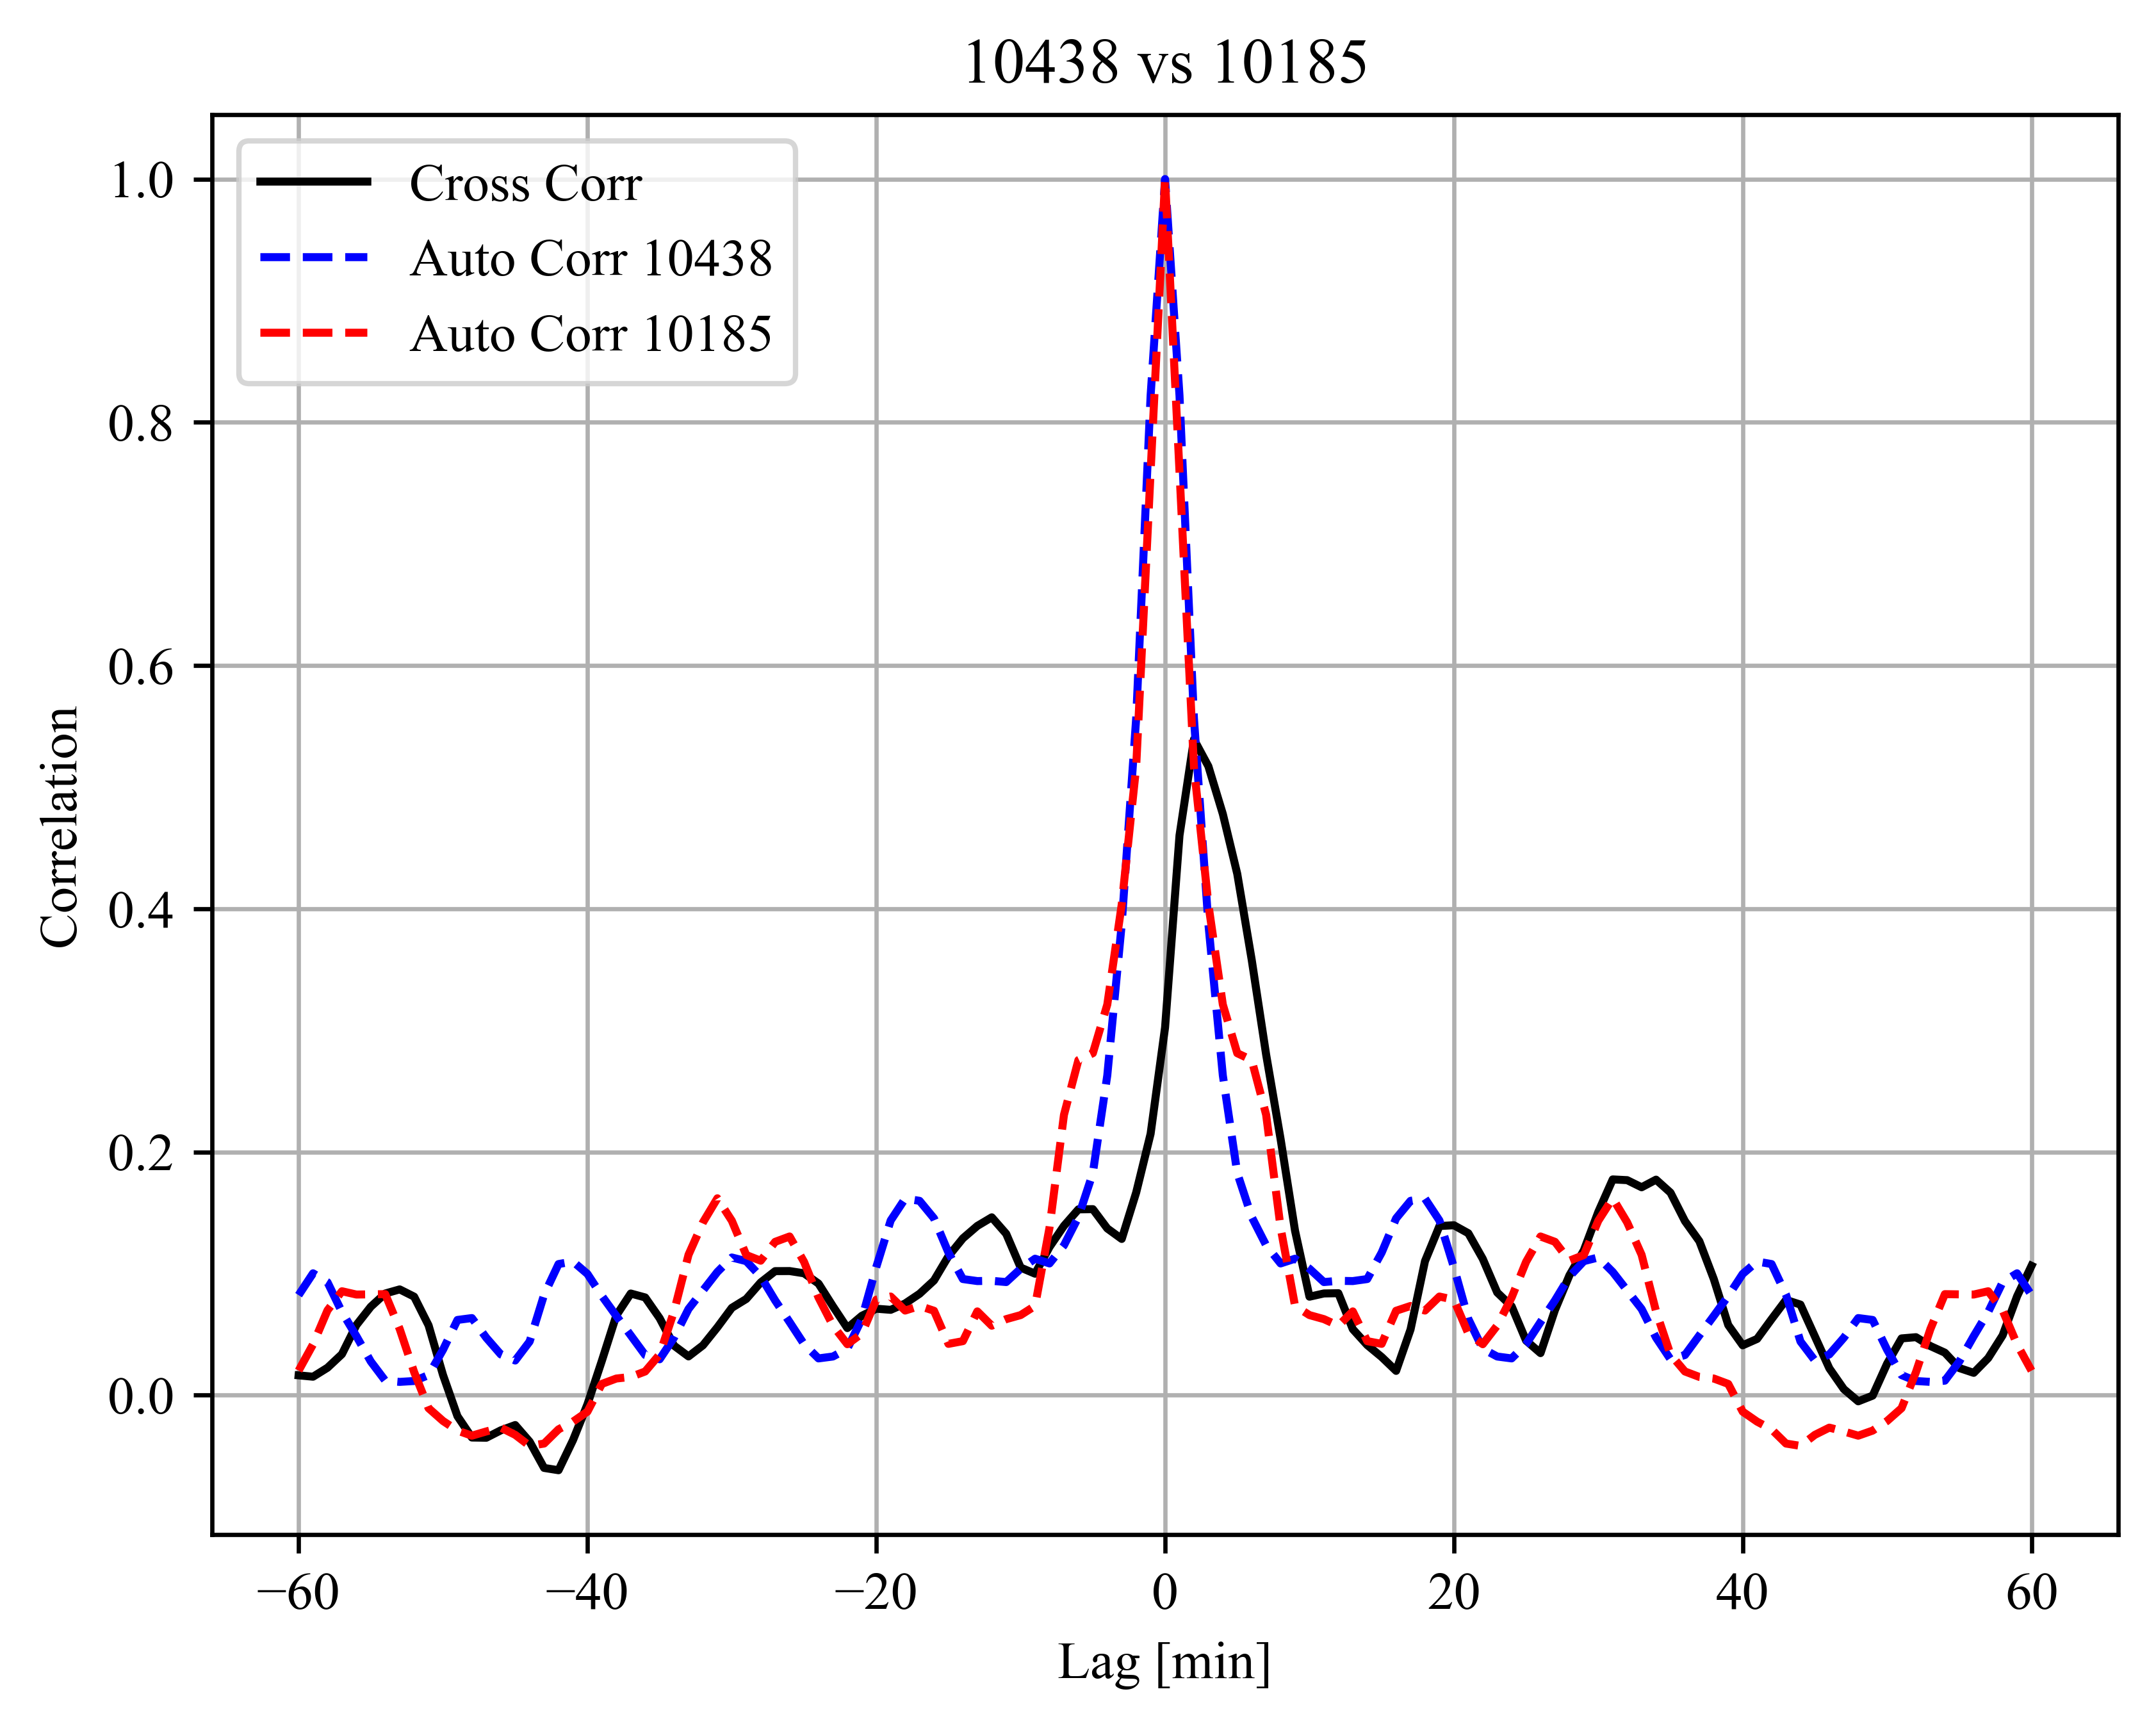 10438 vs 10185
Cross Corr
Auto Corr 10438
Auto Corr 10185
1.0
0.8
0.6
0.4
0.2
0.0
Correlation
−60 −40 −20 0 20 40 60
Lag [min]